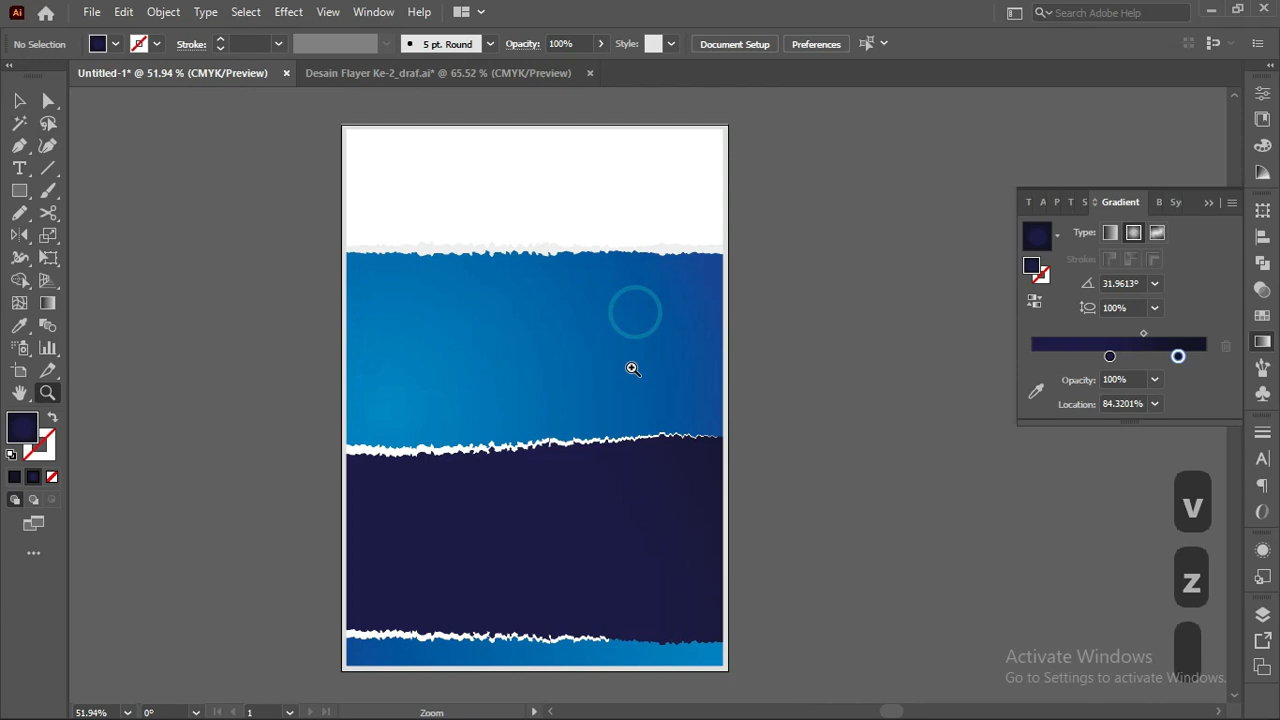 Ai File Edit Object Type Select Effect View Window Help Search Adobe Help
No Selection Stroke: 5 pt. Round Opacity: 100% Style: Document Setup Preferences
Untitled-1* @ 51.94 % (CMYK/Preview) Desain Flayer Ke-2_draf.ai* @ 65.52 % (CMYK/Preview)
T A P T S Gradient B Sy
Type:
Stroke:
31.9613°
100%
Opacity: 100%
Location: 84.3201%
v
z
Activate Windows
Go to Settings to activate Windows.
51.94% 0° 1 Zoom